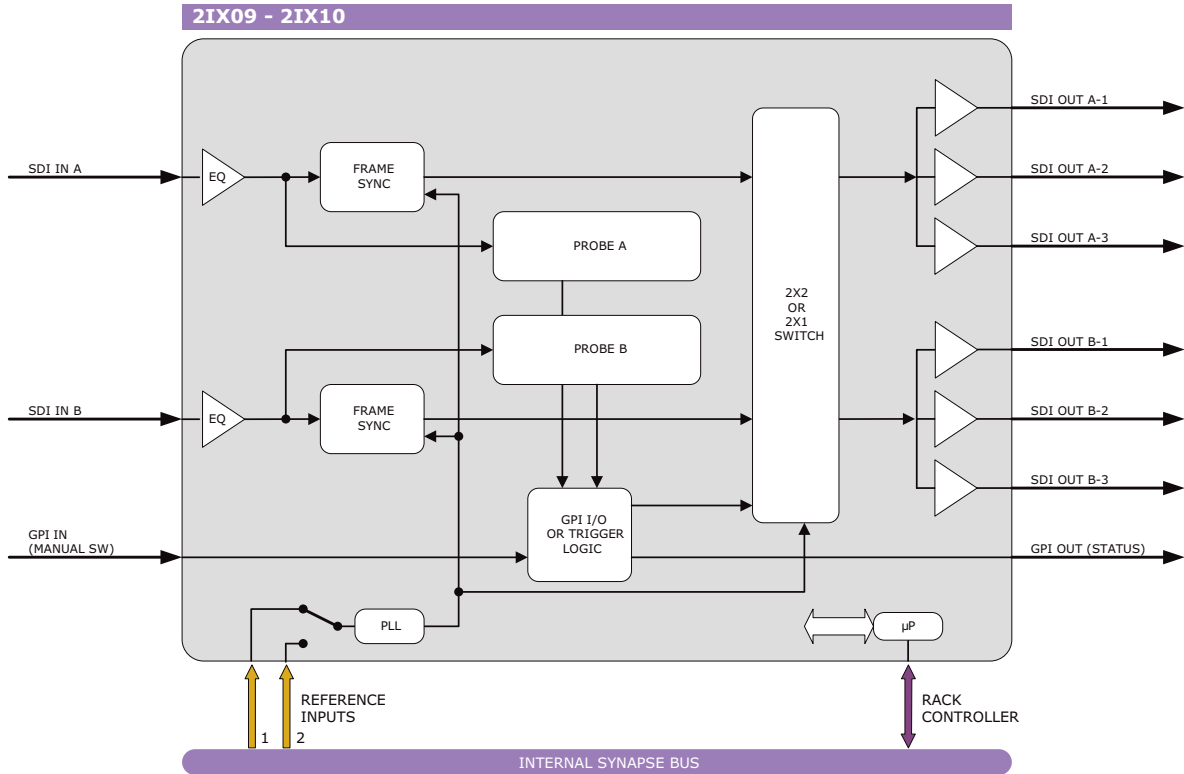 2IX09 - 2IX10
SDI OUT A-1
SDI IN A
EQ
FRAME
SYNC
SDI OUT A-2
PROBE A
SDI OUT A-3
2X2
OR
2X1
SWITCH
PROBE B
SDI OUT B-1
SDI IN B
EQ
FRAME
SYNC
SDI OUT B-2
SDI OUT B-3
GPI IN
(MANUAL SW)
GPI I/O
OR TRIGGER
LOGIC
GPI OUT (STATUS)
PLL
µP
REFERENCE
INPUTS
1
2
RACK
CONTROLLER
INTERNAL SYNAPSE BUS